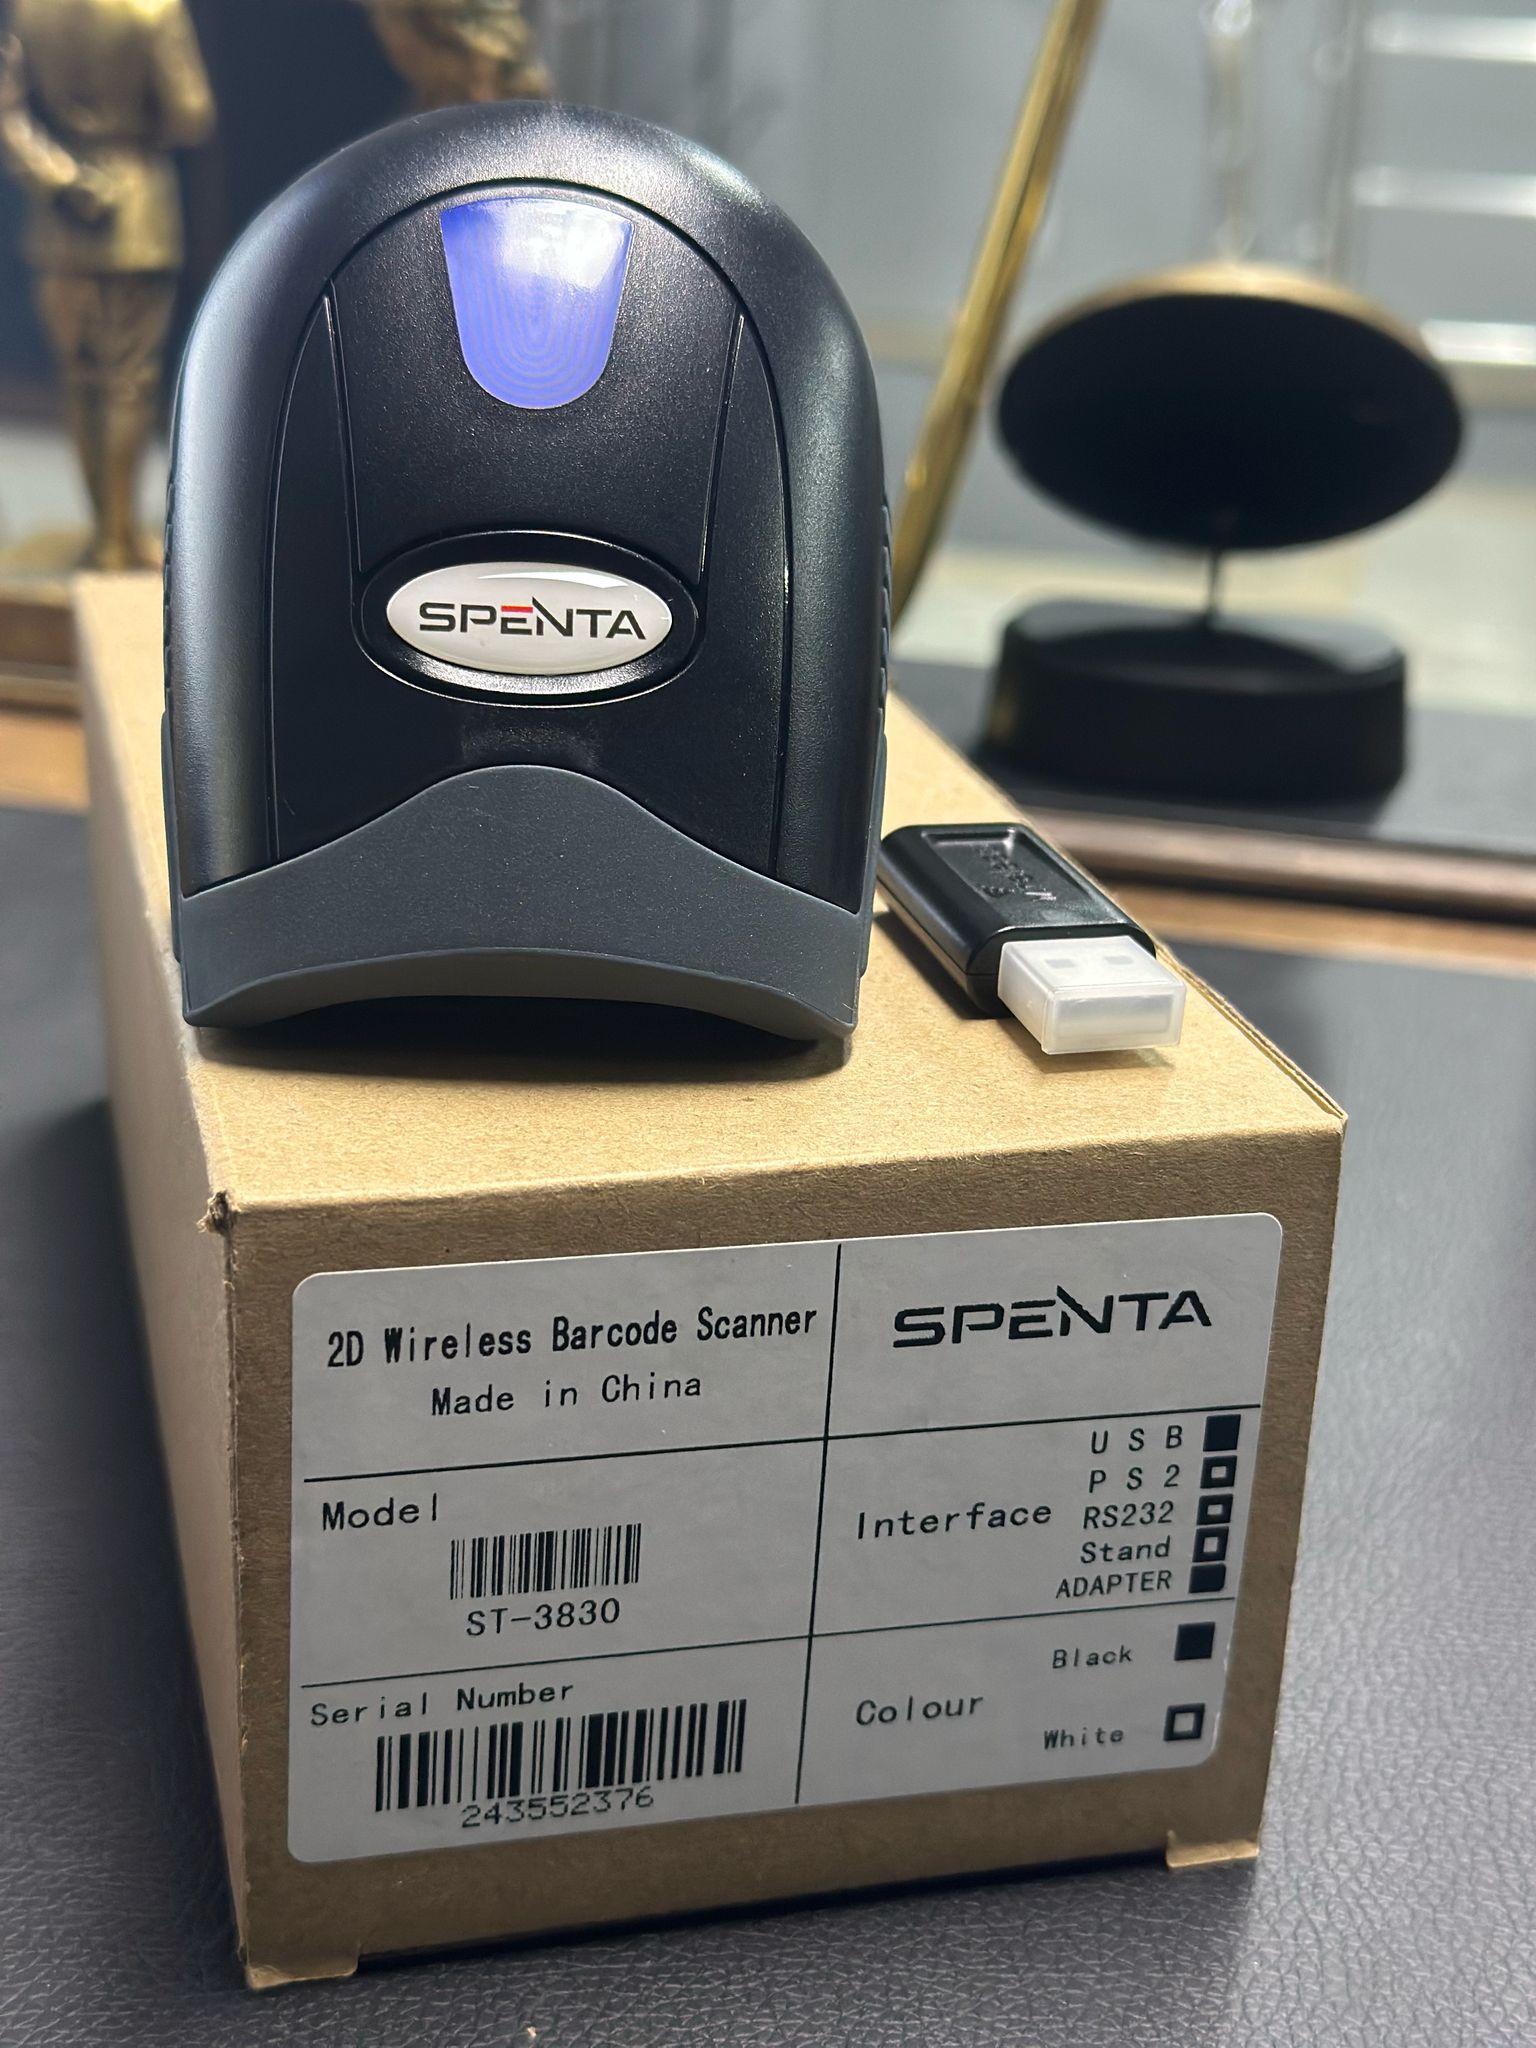 SPENTA
2D Wireless Barcode Scanner
Made in China
SPENTA
Model
ST-3830
Interface
USB
PS2
RS232
Stand
ADAPTER
Serial Number
243552376
Colour
Black
White